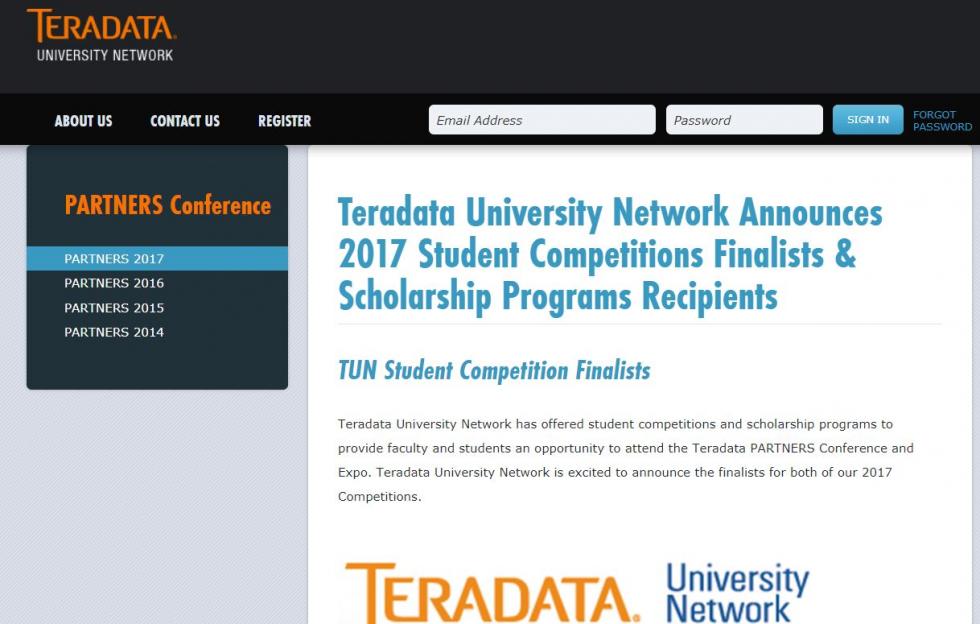 TERADATA.
UNIVERSITY NETWORK
ABOUT US
CONTACT US
REGISTER
Email Address
Password
SIGN IN
FORGOT
PASSWORD
PARTNERS Conference
PARTNERS 2017
PARTNERS 2016
PARTNERS 2015
PARTNERS 2014
Teradata University Network Announces
2017 Student Competitions Finalists &
Scholarship Programs Recipients
TUN Student Competition Finalists
Teradata University Network has offered student competitions and scholarship programs to
provide faculty and students an opportunity to attend the Teradata PARTNERS Conference and
Expo. Teradata University Network is excited to announce the finalists for both of our 2017
Competitions.
TERADATA.
University
Network